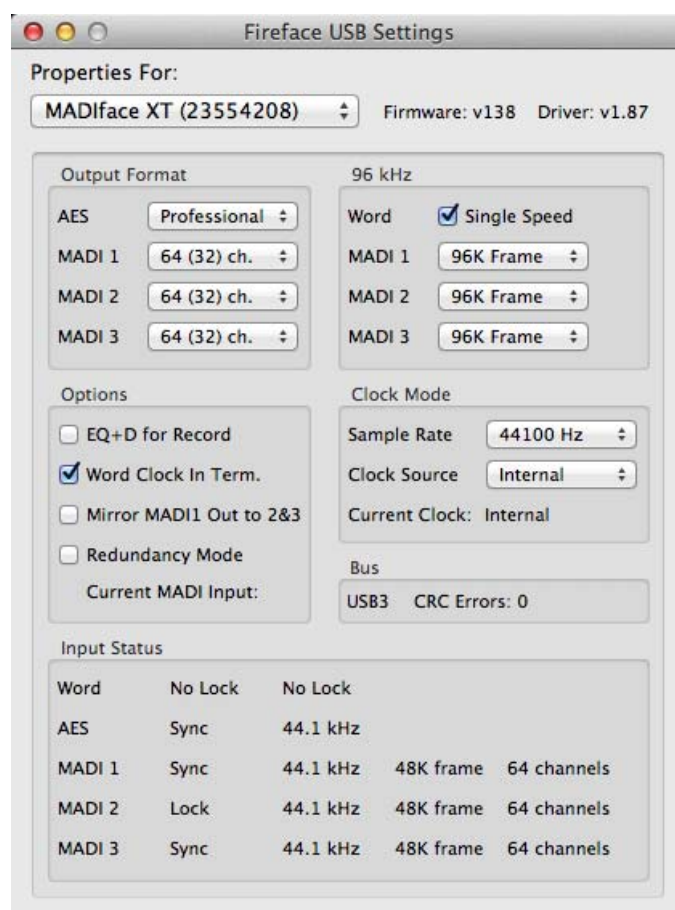 Fireface USB Settings
Properties For:
MADIface XT (23554208) Firmware: v138 Driver: v1.87
Output Format
AES Professional
MADI 1 64 (32) ch.
MADI 2 64 (32) ch.
MADI 3 64 (32) ch.
96 kHz
Word Single Speed
MADI 1 96K Frame
MADI 2 96K Frame
MADI 3 96K Frame
Options
EQ+D for Record
Word Clock In Term.
Mirror MADI1 Out to 2&3
Redundancy Mode
Current MADI Input:
Clock Mode
Sample Rate 44100 Hz
Clock Source Internal
Current Clock: Internal
Bus
USB3 CRC Errors: 0
Input Status
Word No Lock No Lock
AES Sync 44.1 kHz
MADI 1 Sync 44.1 kHz 48K frame 64 channels
MADI 2 Lock 44.1 kHz 48K frame 64 channels
MADI 3 Sync 44.1 kHz 48K frame 64 channels